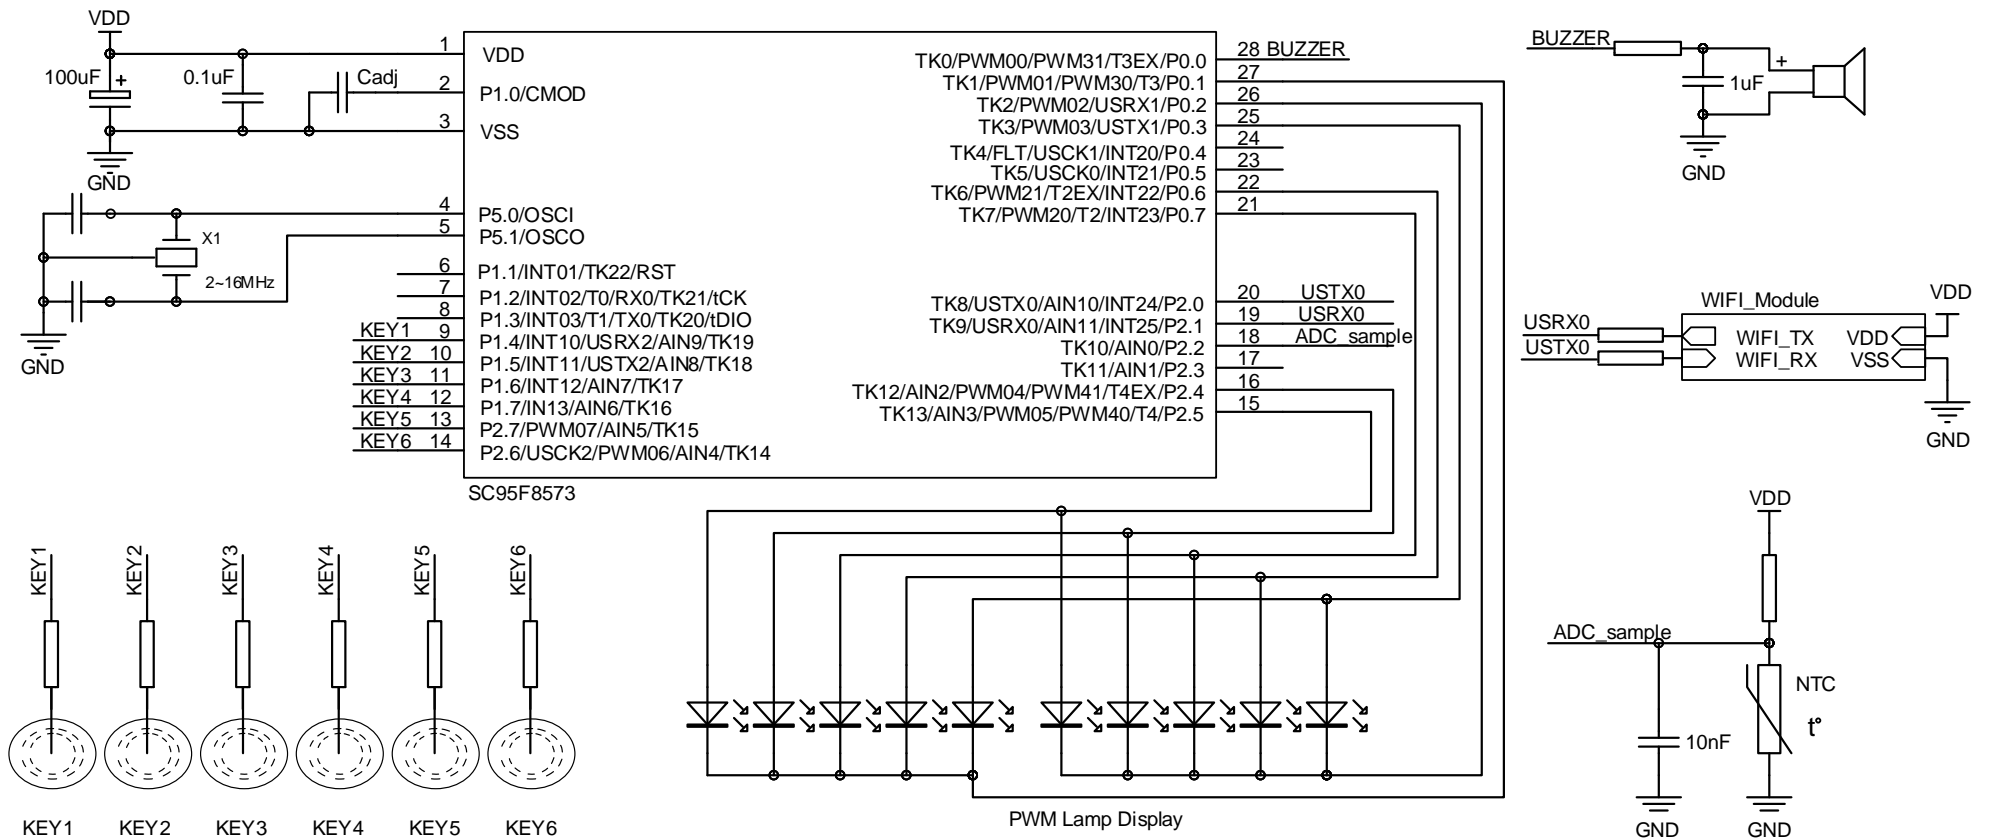 VDD
100uF
+
0.1uF
Cadj
GND
1
2
3
4
5
6
7
8
KEY1 9
KEY2 10
KEY3 11
KEY4 12
KEY5 13
KEY6 14
X1
2~16MHz
GND
VDD
P1.0/CMOD
VSS
P5.0/OSCI
P5.1/OSCO
P1.1/INT01/TK22/RST
P1.2/INT02/T0/RX0/TK21/tCK
P1.3/INT03/T1/TX0/TK20/tDIO
P1.4/INT10/USRX2/AIN9/TK19
P1.5/INT11/USTX2/AIN8/TK18
P1.6/INT12/AIN7/TK17
P1.7/IN13/AIN6/TK16
P2.7/PWM07/AIN5/TK15
P2.6/USCK2/PWM06/AIN4/TK14
SC95F8573
TK0/PWM00/PWM31/T3EX/P0.0
TK1/PWM01/PWM30/T3/P0.1
TK2/PWM02/USRX1/P0.2
TK3/PWM03/USTX1/P0.3
TK4/FLT/USCK1/INT20/P0.4
TK5/USCK0/INT21/P0.5
TK6/PWM21/T2EX/INT22/P0.6
TK7/PWM20/T2/INT23/P0.7
TK8/USTX0/AIN10/INT24/P2.0
TK9/USRX0/AIN11/INT25/P2.1
TK10/AIN0/P2.2
TK11/AIN1/P2.3
TK12/AIN2/PWM04/PWM41/T4EX/P2.4
TK13/AIN3/PWM05/PWM40/T4/P2.5
28 BUZZER
27
26
25
24
23
22
21
20 USTX0
19 USRX0
18 ADC_sample
17
16
15
BUZZER
+
1uF
GND
WIFI_Module
VDD
USRX0
USTX0
WIFI_TX
WIFI_RX
VDD
VSS
GND
VDD
ADC_sample
NTC
t°
10nF
GND
GND
KEY1
KEY2
KEY3
KEY4
KEY5
KEY6
KEY1
KEY2
KEY3
KEY4
KEY5
KEY6
PWM Lamp Display